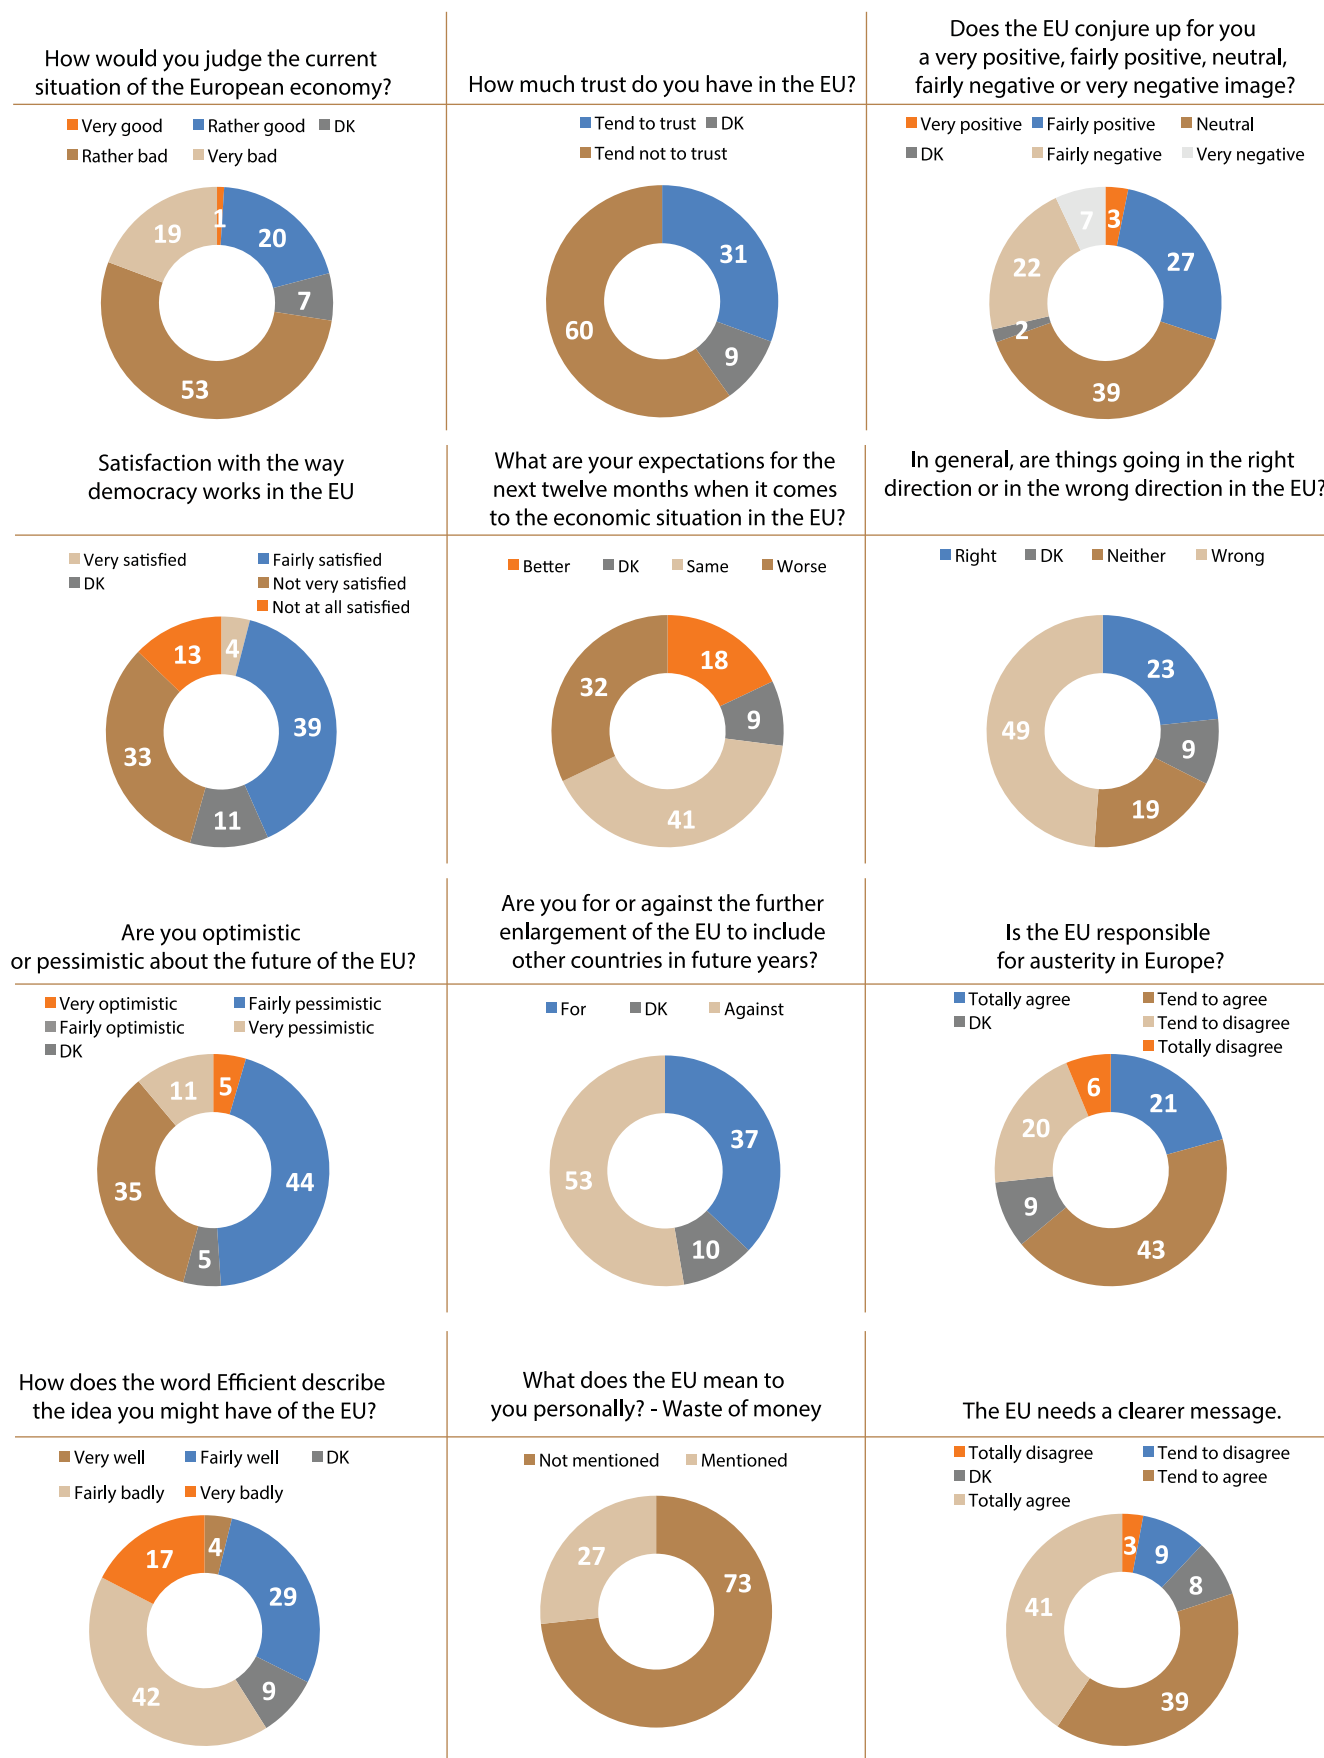 How would you judge the current
situation of the European economy?
Very good Rather good DK
Rather bad Very bad
1
20
7
53
19
How much trust do you have in the EU?
Tend to trust DK
Tend not to trust
31
9
60
Does the EU conjure up for you
a very positive, fairly positive, neutral,
fairly negative or very negative image?
Very positive Fairly positive Neutral
DK Fairly negative Very negative
3
27
39
2
22
7
Satisfaction with the way
democracy works in the EU
Very satisfied Fairly satisfied
DK Not very satisfied
Not at all satisfied
4
39
11
33
13
What are your expectations for the
next twelve months when it comes
to the economic situation in the EU?
Better DK Same Worse
18
9
41
32
In general, are things going in the right
direction or in the wrong direction in the EU?
Right DK Neither Wrong
23
9
19
49
Are you optimistic
or pessimistic about the future of the EU?
Very optimistic Fairly pessimistic
Fairly optimistic Very pessimistic
DK
5
44
5
35
11
Are you for or against the further
enlargement of the EU to include
other countries in future years?
For DK Against
37
10
53
Is the EU responsible
for austerity in Europe?
Totally agree Tend to agree
DK Tend to disagree
Totally disagree
21
43
9
20
6
How does the word Efficient describe
the idea you might have of the EU?
Very well Fairly well DK
Fairly badly Very badly
4
29
9
42
17
What does the EU mean to
you personally? - Waste of money
Not mentioned Mentioned
73
27
The EU needs a clearer message.
Totally disagree Tend to disagree
DK Tend to agree
Totally agree
3
9
8
39
41